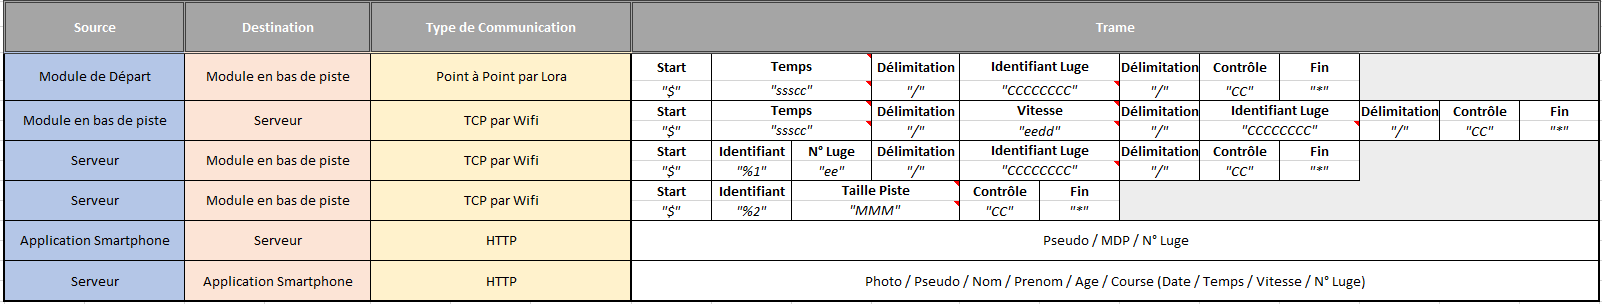 Source Destination Type de Communication Trame
Module de Départ Module en bas de piste Point à Point par Lora
Start Temps Délimitation Identifiant Luge Délimitation Contrôle Fin
"$" "ssscc" "/" "CCCCCCCC" "/" "CC" "*"
Module en bas de piste Serveur TCP par Wifi
Start Temps Délimitation Vitesse Délimitation Identifiant Luge Délimitation Contrôle Fin
"$" "ssscc" "/" "eedd" "/" "CCCCCCCC" "/" "CC" "*"
Serveur Module en bas de piste TCP par Wifi
Start Identifiant N° Luge Délimitation Identifiant Luge Délimitation Contrôle Fin
"$" "%1" "ee" "/" "CCCCCCCC" "/" "CC" "*"
Serveur Module en bas de piste TCP par Wifi
Start Identifiant Taille Piste Contrôle Fin
"$" "%2" "MMM" "CC" "*"
Application Smartphone Serveur HTTP Pseudo / MDP / N° Luge
Serveur Application Smartphone HTTP Photo / Pseudo / Nom / Prenom / Age / Course (Date / Temps / Vitesse / N° Luge)